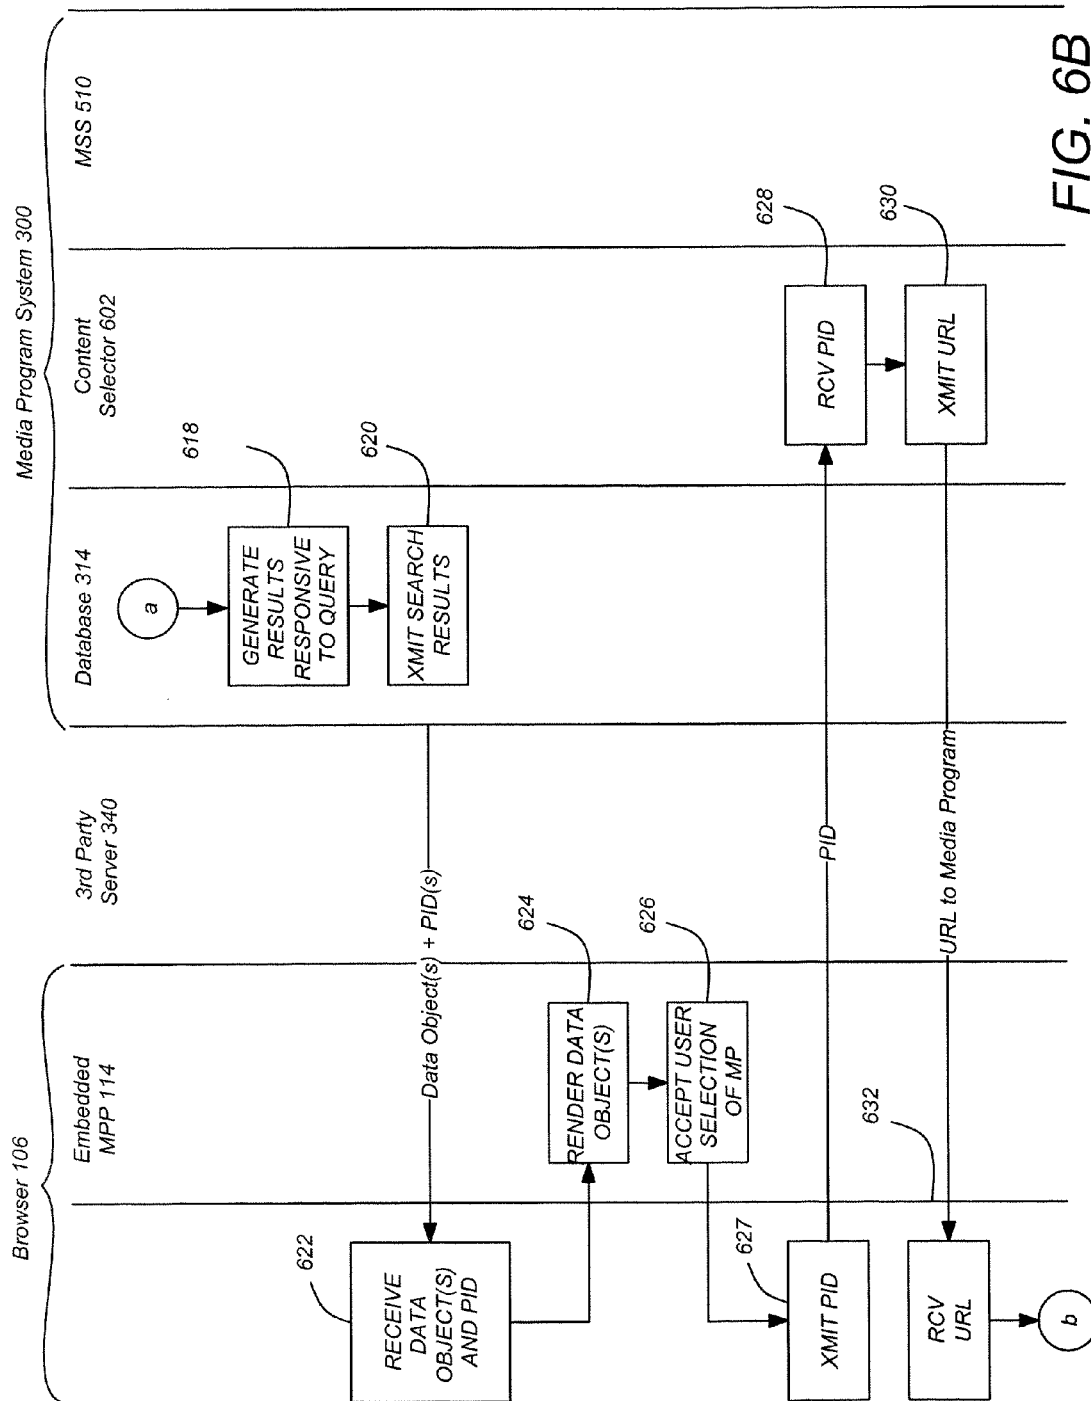 Browser 106
Embedded
MPP 114
3rd Party
Server 340
Media Program System 300
Database 314
Content
Selector 602
MSS 510
a
GENERATE
RESULTS
RESPONSIVE
TO QUERY
618
XMIT SEARCH
RESULTS
620
Data Object(s) + PID(s)
RECEIVE
DATA
OBJECT(S)
AND PID
622
RENDER DATA
OBJECT(S)
624
ACCEPT USER
SELECTION
OF MP
626
XMIT PID
627
PID
RCV PID
628
XMIT URL
630
URL to Media Program
RCV
URL
632
b
FIG. 6B